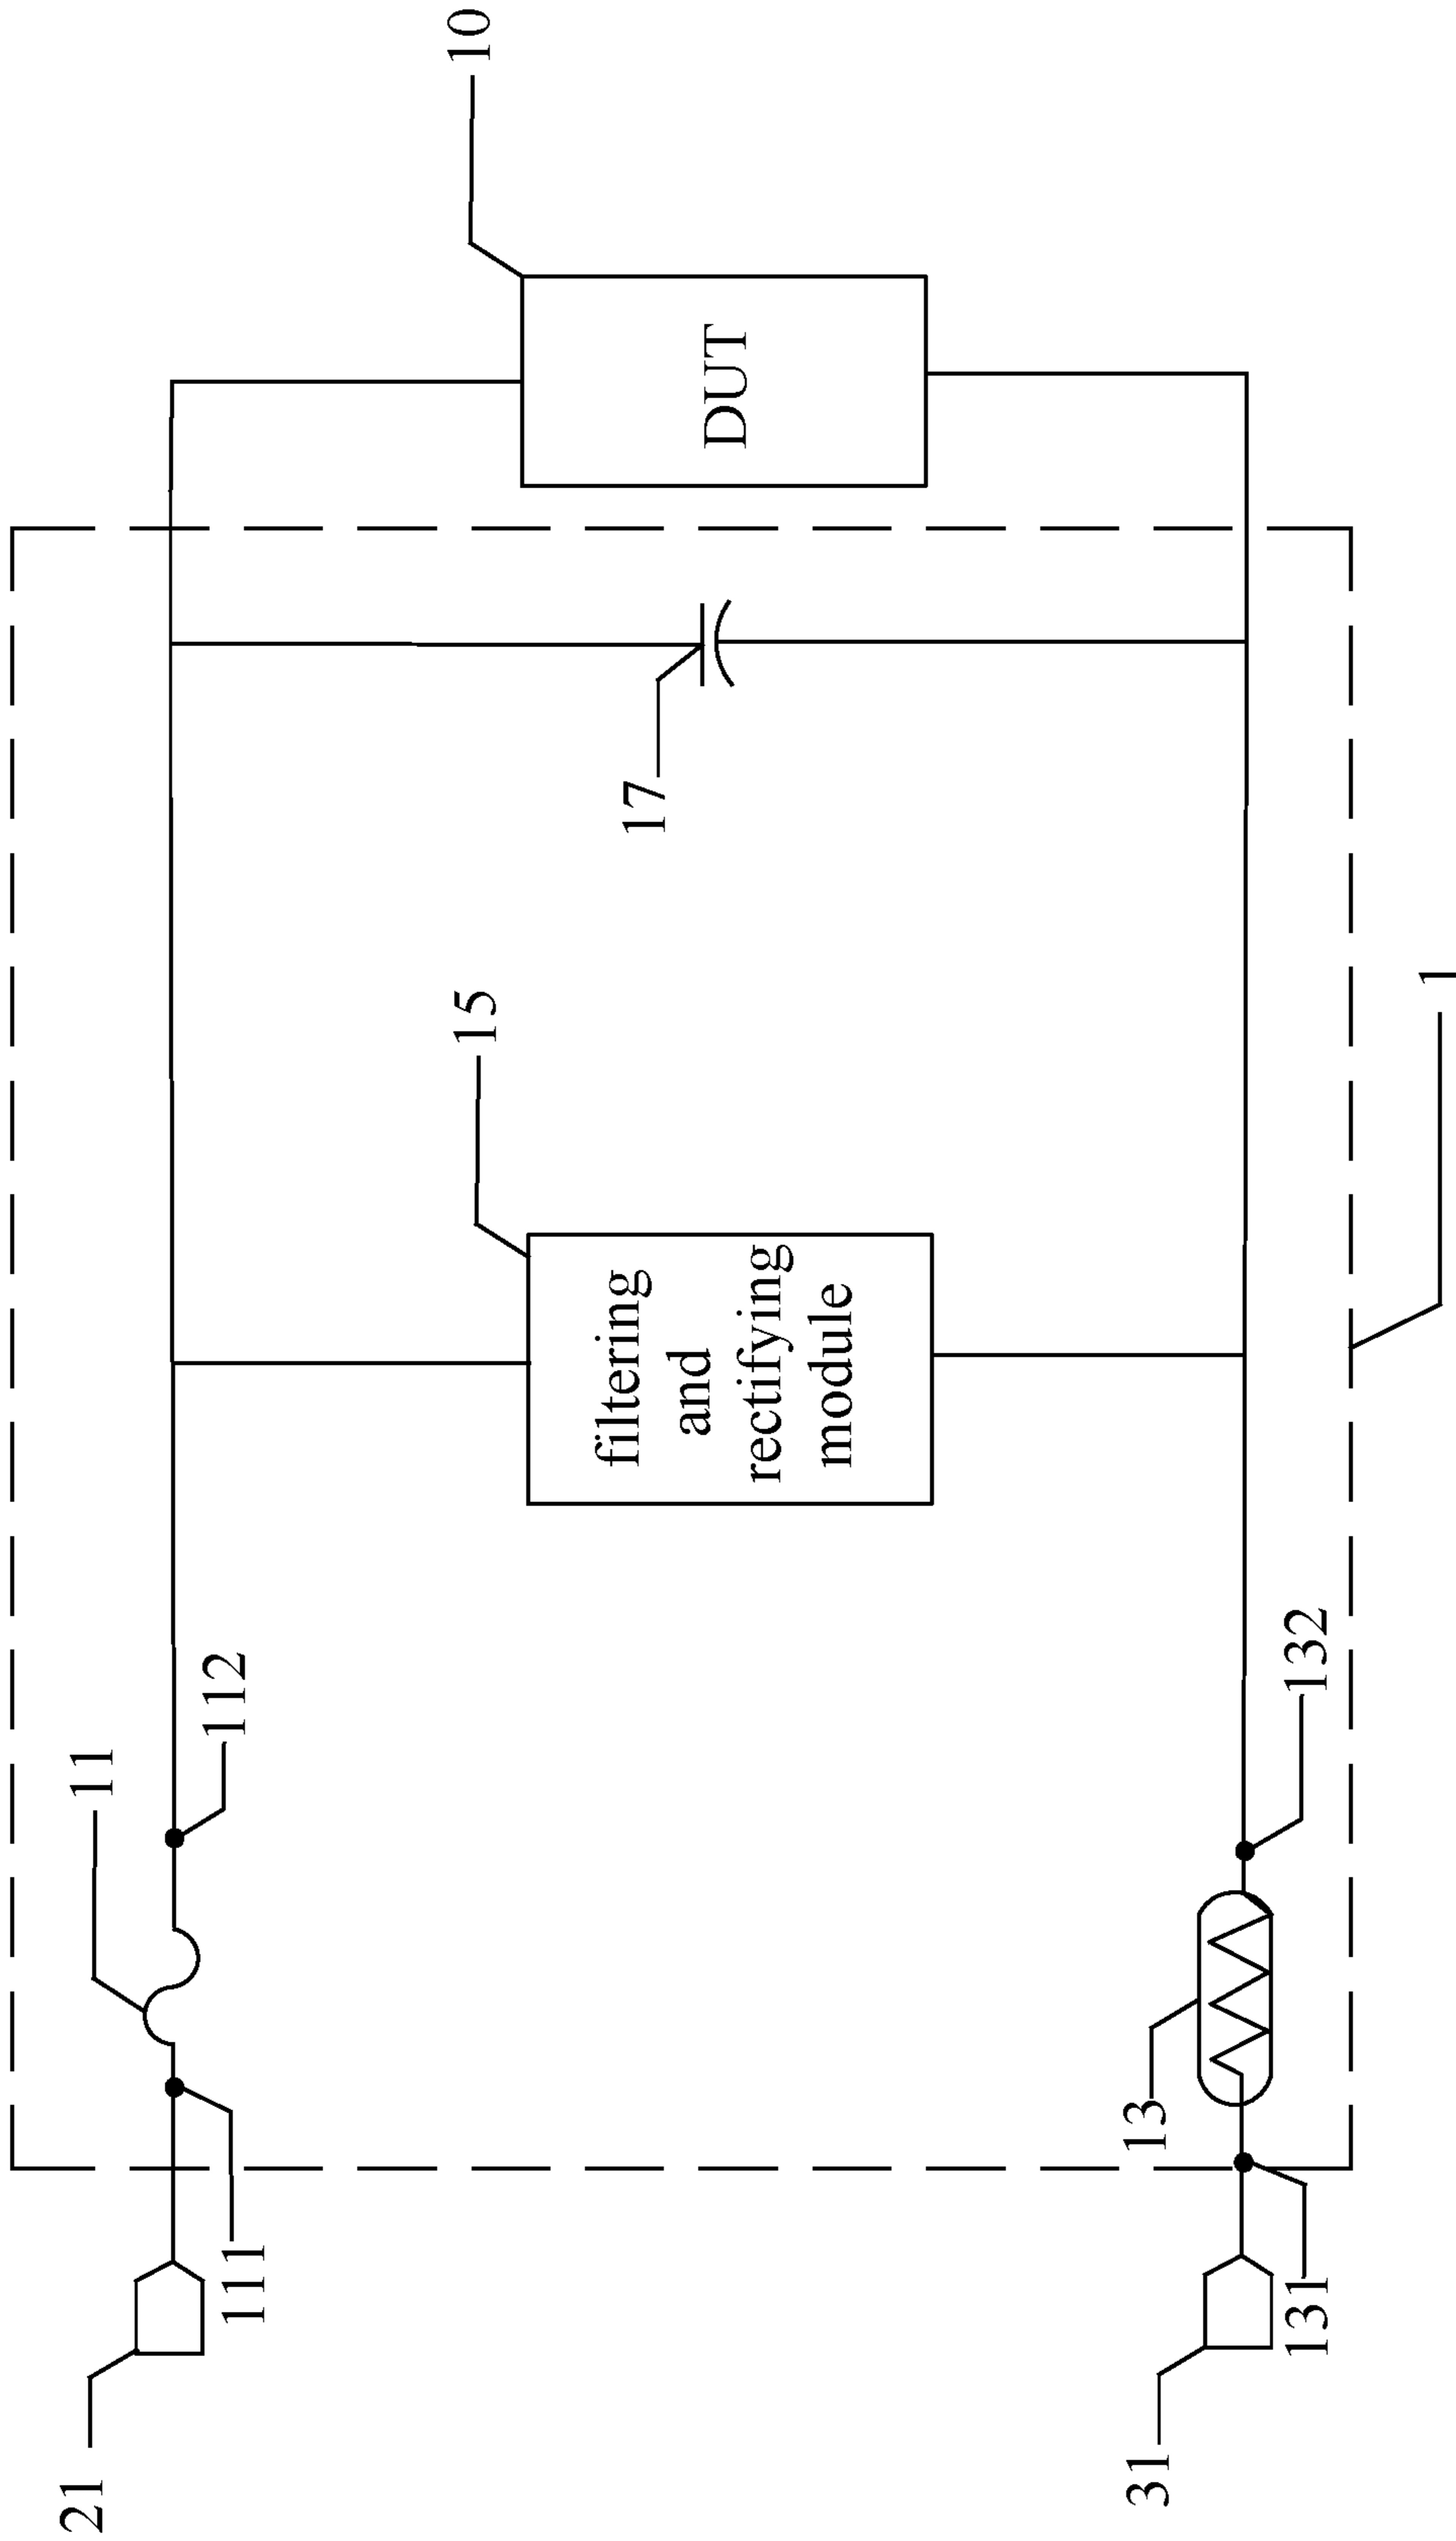 21
11
111
112
15
10
filtering
and
rectifying
module
17
DUT
31
13
131
132
1